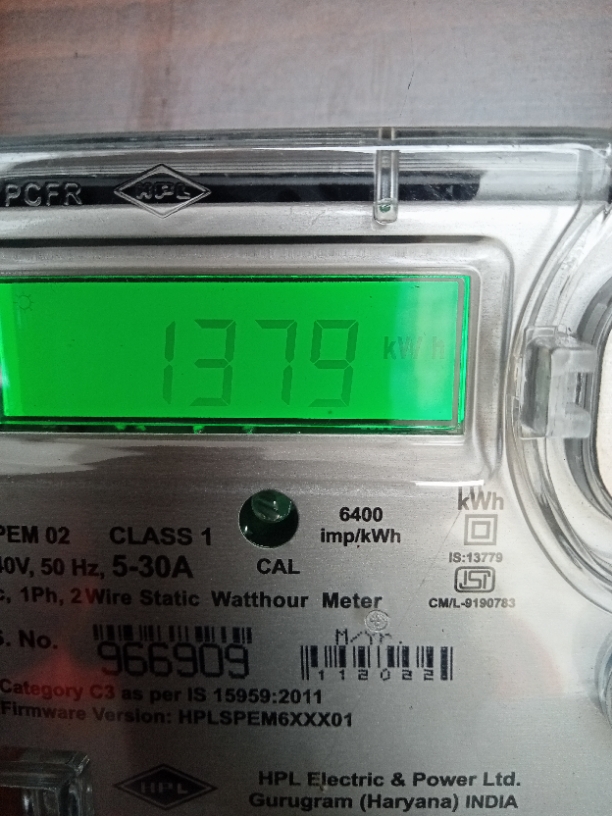 PCFR HPL
1379 kWh
PEM 02 CLASS 1
6400
imp/kWh
kWh
40V, 50 Hz, 5-30A
CAL
IS:13779
c, 1Ph, 2 Wire Static Watthour Meter
ISI
CM/L-9190783
S. No.
966909
M/Yr.
112022
Category C3 as per IS 15959:2011
Firmware Version: HPLSPEM6XXX01
HPL
HPL Electric & Power Ltd.
Gurugram (Haryana) INDIA